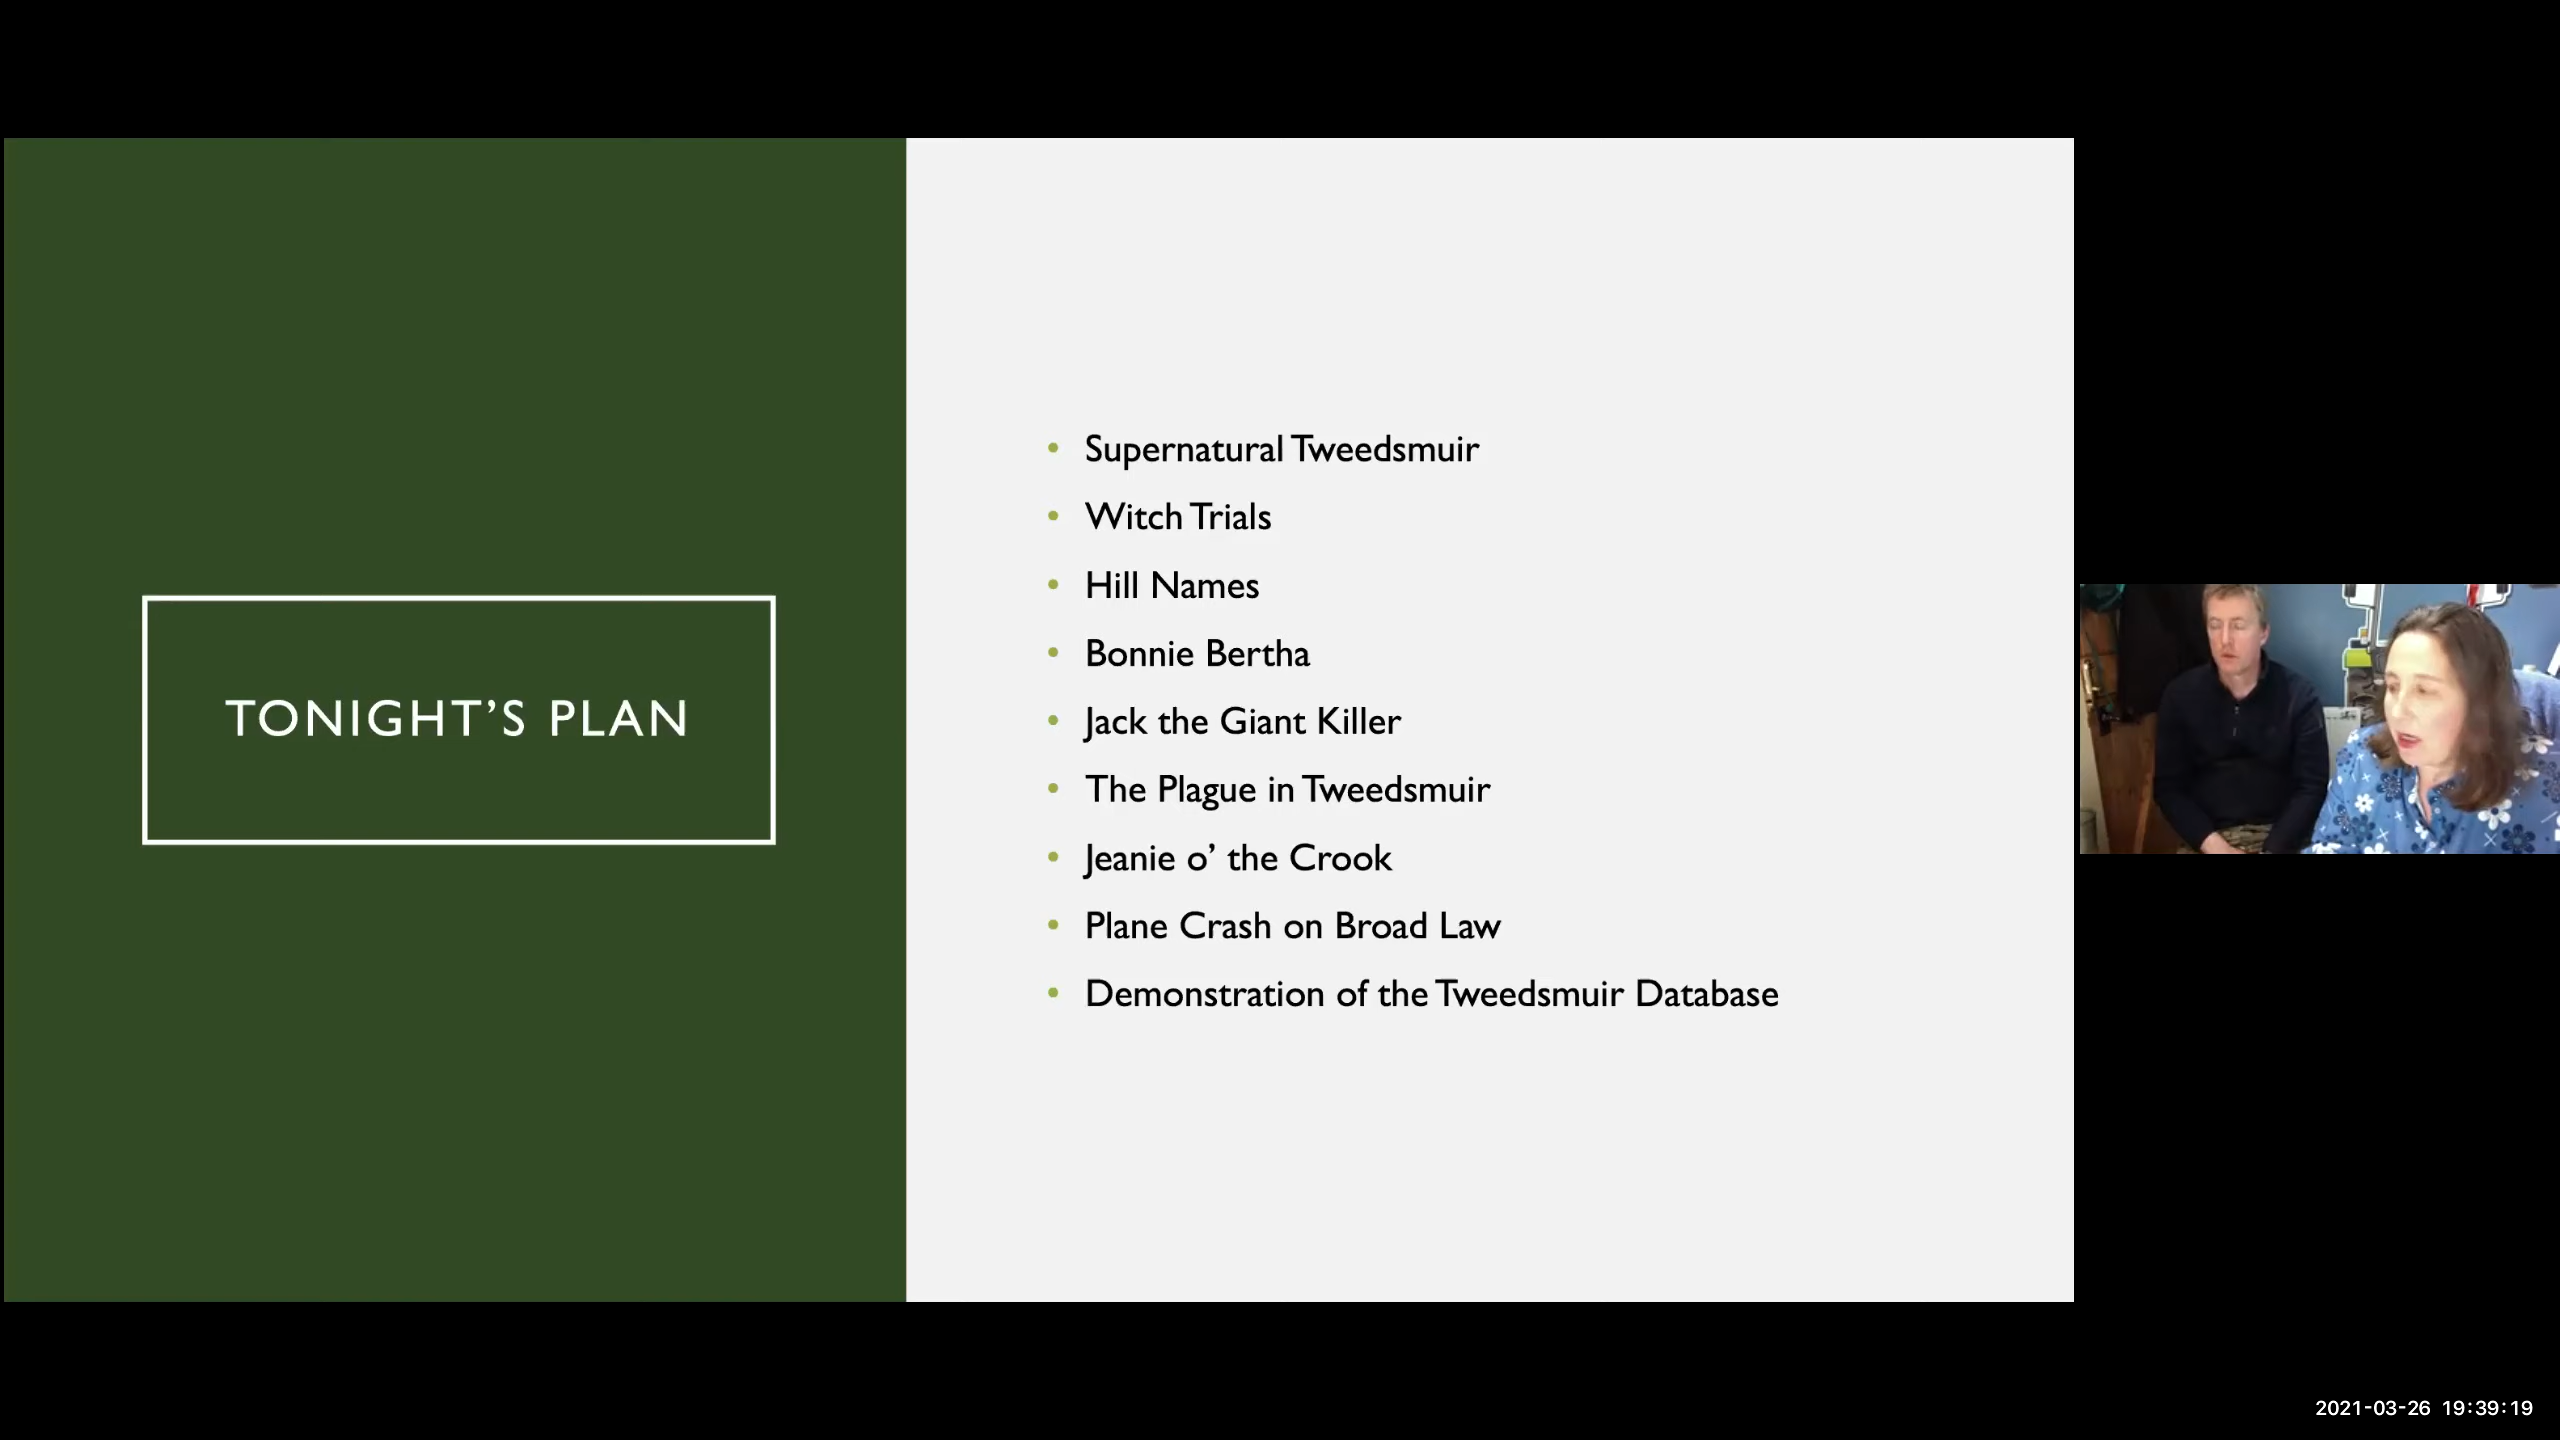 TONIGHT’S PLAN
Supernatural Tweedsmuir
Witch Trials
Hill Names
Bonnie Bertha
Jack the Giant Killer
The Plague in Tweedsmuir
Jeanie o’ the Crook
Plane Crash on Broad Law
Demonstration of the Tweedsmuir Database
2021-03-26 19:39:19